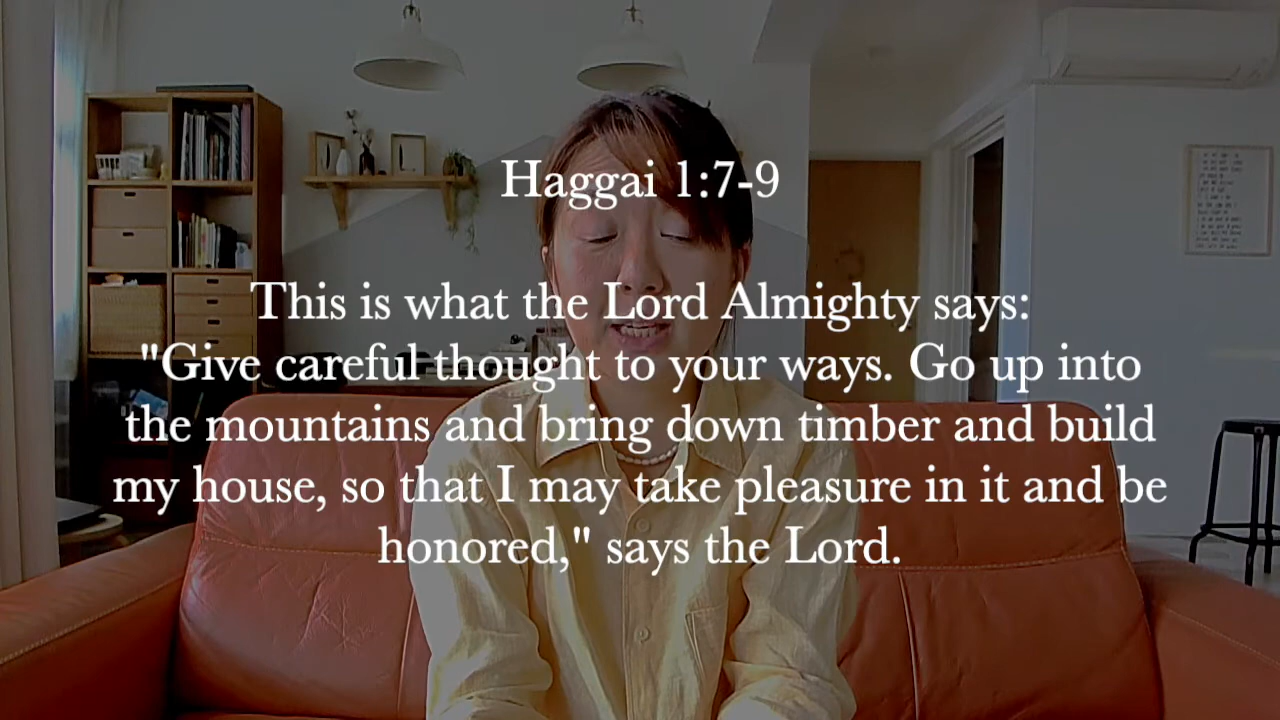 Haggai 1:7-9
This is what the Lord Almighty says:
"Give careful thought to your ways. Go up into
the mountains and bring down timber and build
my house, so that I may take pleasure in it and be
honored," says the Lord.